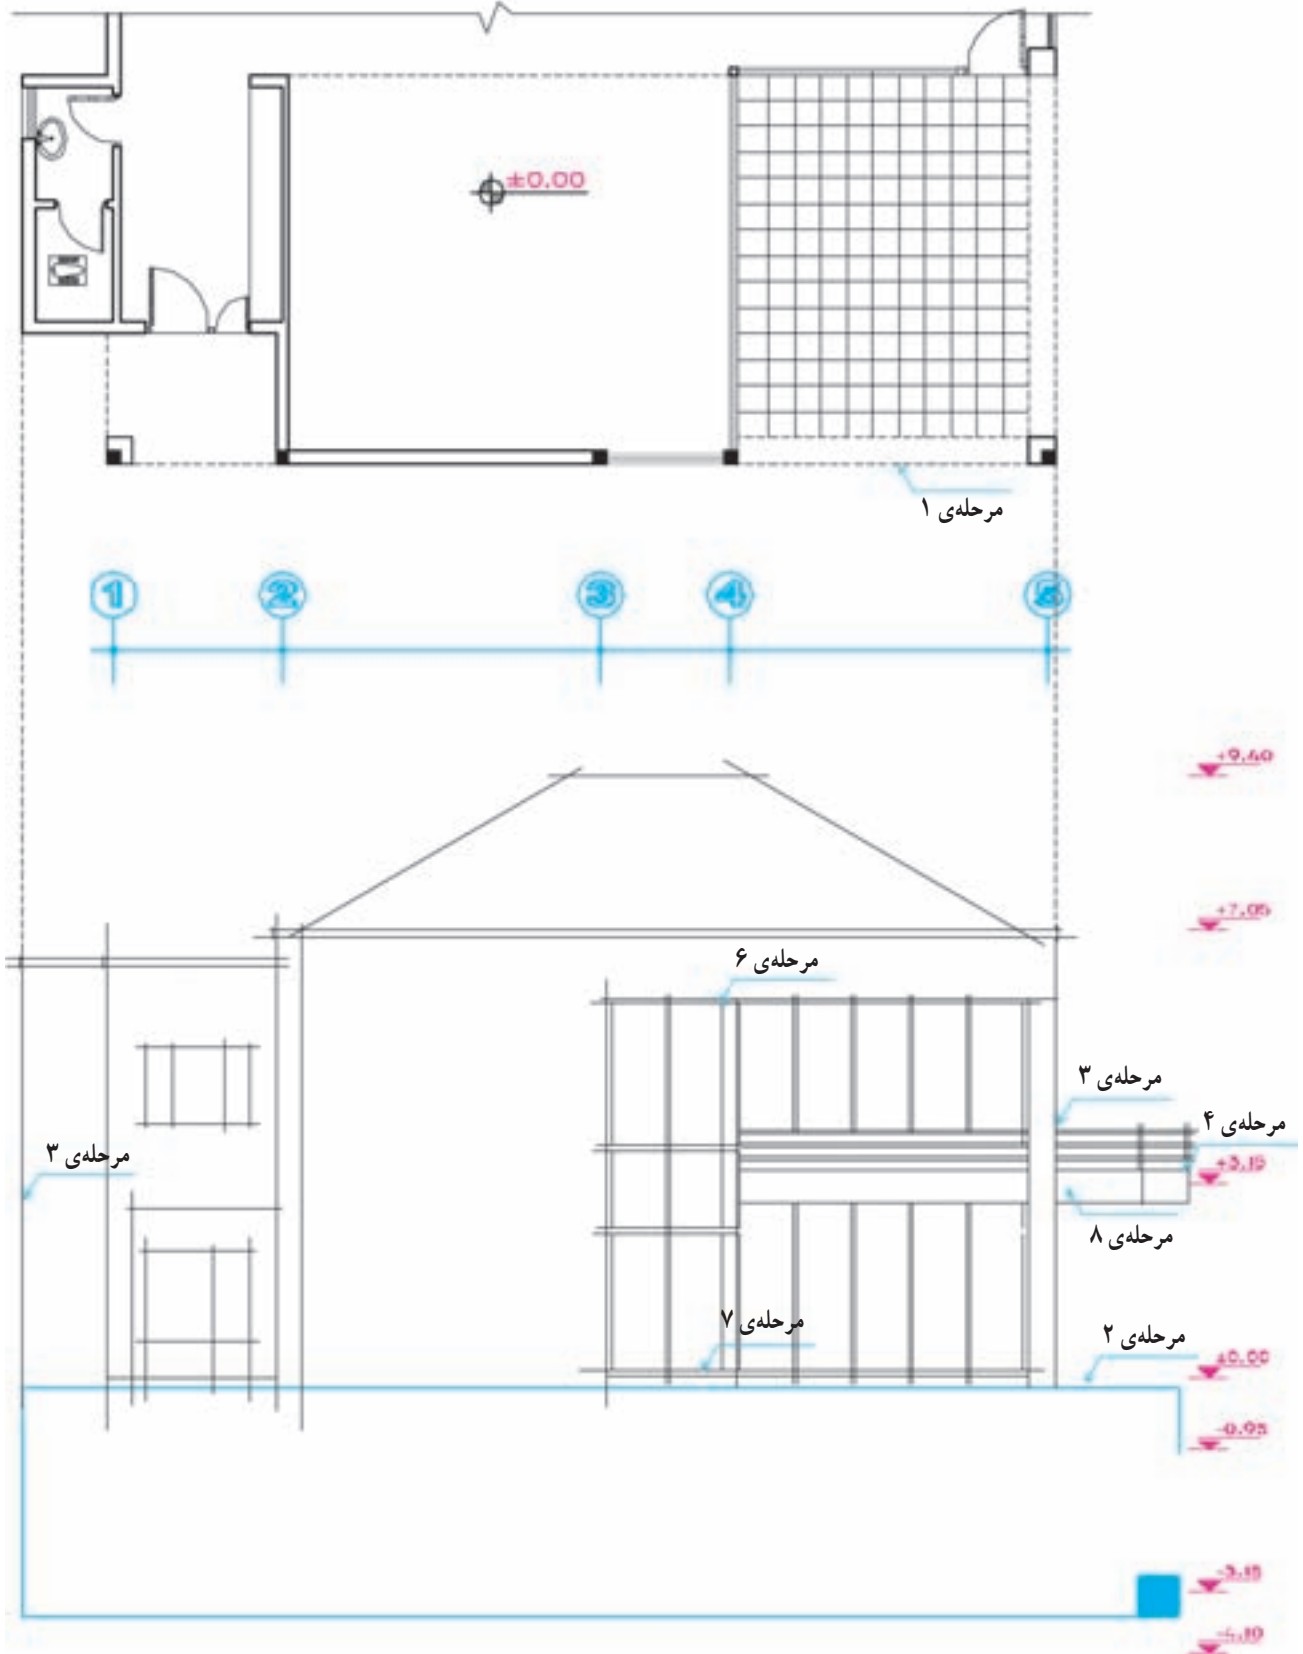 ±0.00
مرحله‌ی ۱
1 2 3 4 5
+9.40
+7.05
مرحله‌ی ۶
مرحله‌ی ۳
مرحله‌ی ۴
مرحله‌ی ۳
+3.15
مرحله‌ی ۸
مرحله‌ی ۷
مرحله‌ی ۲
±0.00
-0.95
-3.15
-4.10